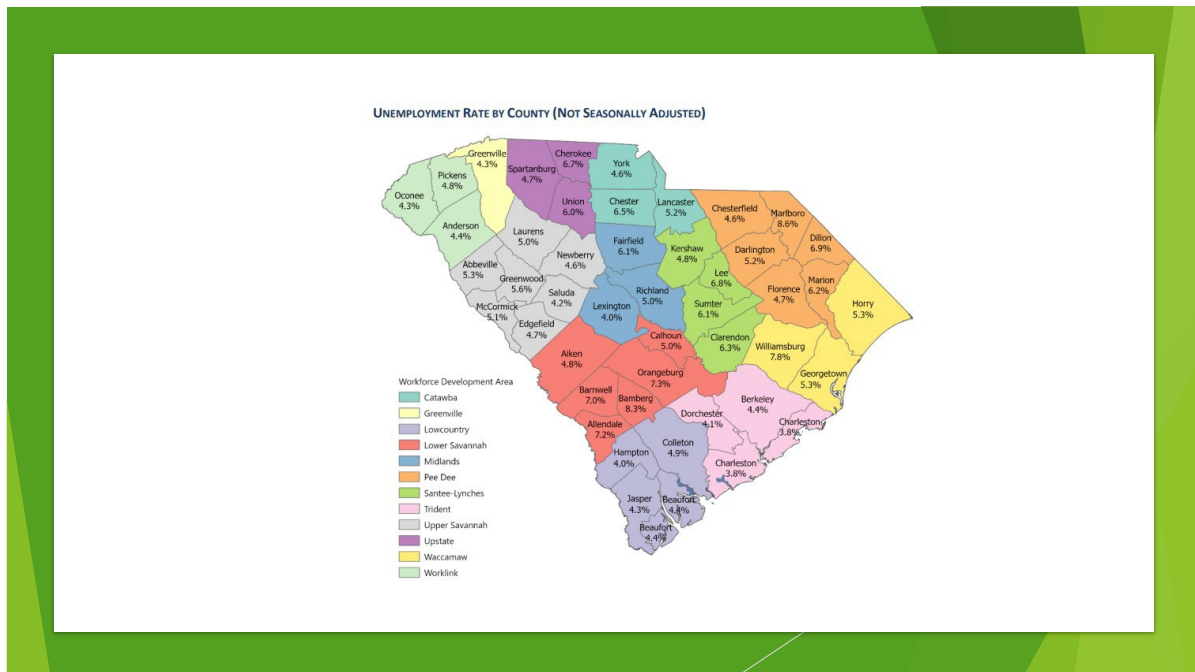 UNEMPLOYMENT RATE BY COUNTY (NOT SEASONALLY ADJUSTED)
Greenville
4.3%
Spartanburg
4.7%
Cherokee
6.7%
York
4.6%
Pickens
4.8%
Oconee
4.3%
Union
6.0%
Chester
6.5%
Lancaster
5.2%
Chesterfield
4.6%
Marlboro
8.6%
Anderson
4.4%
Laurens
5.0%
Fairfield
6.1%
Kershaw
4.8%
Darlington
5.2%
Dillon
6.9%
Newberry
4.6%
Abbeville
5.3%
Greenwood
5.6%
Lee
6.8%
Marion
6.2%
Saluda
4.2%
Richland
5.0%
Florence
4.7%
McCormick
5.1%
Lexington
4.0%
Sumter
6.1%
Horry
5.3%
Edgefield
4.7%
Calhoun
5.0%
Clarendon
6.3%
Williamsburg
7.8%
Aiken
4.8%
Orangeburg
7.3%
Georgetown
5.3%
Barnwell
7.0%
Bamberg
8.3%
Berkeley
4.4%
Dorchester
4.1%
Charleston
3.8%
Allendale
7.2%
Colleton
4.9%
Hampton
4.0%
Charleston
3.8%
Jasper
4.3%
Beaufort
4.4%
Beaufort
4.4%
Workforce Development Area
Catawba
Greenville
Lowcountry
Lower Savannah
Midlands
Pee Dee
Santee-Lynches
Trident
Upper Savannah
Upstate
Waccamaw
Worklink